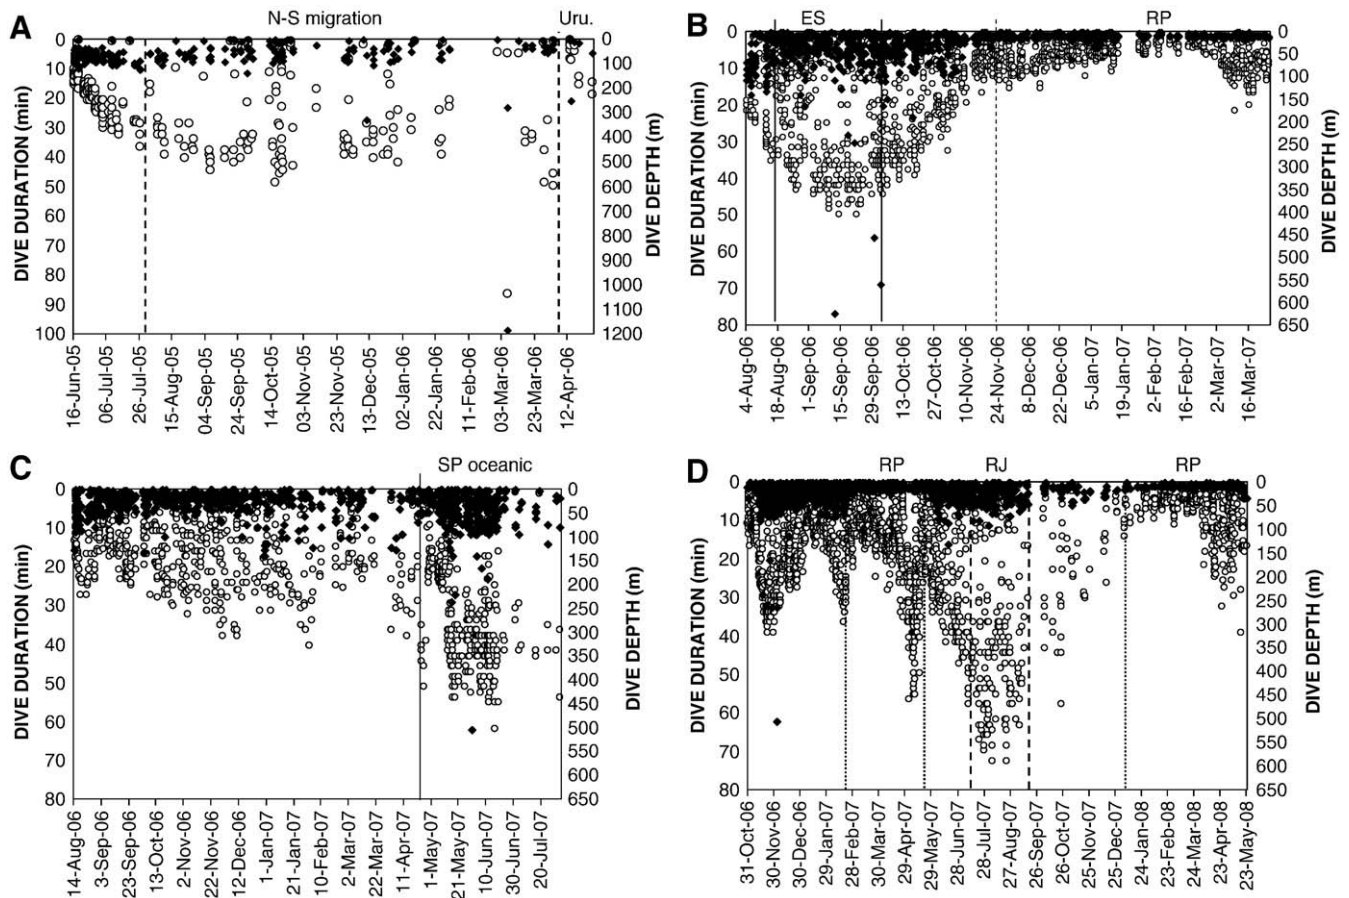 A
N-S migration
Uru.
DIVE DURATION (min)
0
10
20
30
40
50
60
70
80
90
100
0
100
200
300
400
500
600
700
800
900
1000
1100
1200
DIVE DEPTH (m)
16-Jun-05
06-Jul-05
26-Jul-05
15-Aug-05
04-Sep-05
24-Sep-05
14-Oct-05
03-Nov-05
23-Nov-05
13-Dec-05
02-Jan-06
22-Jan-06
11-Feb-06
03-Mar-06
23-Mar-06
12-Apr-06
B
ES
RP
DIVE DURATION (min)
0
10
20
30
40
50
60
70
80
0
50
100
150
200
250
300
350
400
450
500
550
600
650
DIVE DEPTH (m)
4-Aug-06
18-Aug-06
1-Sep-06
15-Sep-06
29-Sep-06
13-Oct-06
27-Oct-06
10-Nov-06
24-Nov-06
8-Dec-06
22-Dec-06
5-Jan-07
19-Jan-07
2-Feb-07
16-Feb-07
2-Mar-07
16-Mar-07
C
SP oceanic
DIVE DURATION (min)
0
10
20
30
40
50
60
70
80
0
50
100
150
200
250
300
350
400
450
500
550
600
650
DIVE DEPTH (m)
14-Aug-06
3-Sep-06
23-Sep-06
13-Oct-06
2-Nov-06
22-Nov-06
12-Dec-06
1-Jan-07
21-Jan-07
10-Feb-07
2-Mar-07
22-Mar-07
11-Apr-07
1-May-07
21-May-07
10-Jun-07
30-Jun-07
20-Jul-07
D
RP
RJ
RP
DIVE DURATION (min)
0
10
20
30
40
50
60
70
80
0
50
100
150
200
250
300
350
400
450
500
550
600
650
DIVE DEPTH (m)
31-Oct-06
30-Nov-06
30-Dec-06
29-Jan-07
28-Feb-07
30-Mar-07
29-Apr-07
29-May-07
28-Jun-07
28-Jul-07
27-Aug-07
26-Sep-07
26-Oct-07
25-Nov-07
25-Dec-07
24-Jan-08
23-Feb-08
24-Mar-08
23-Apr-08
23-May-08